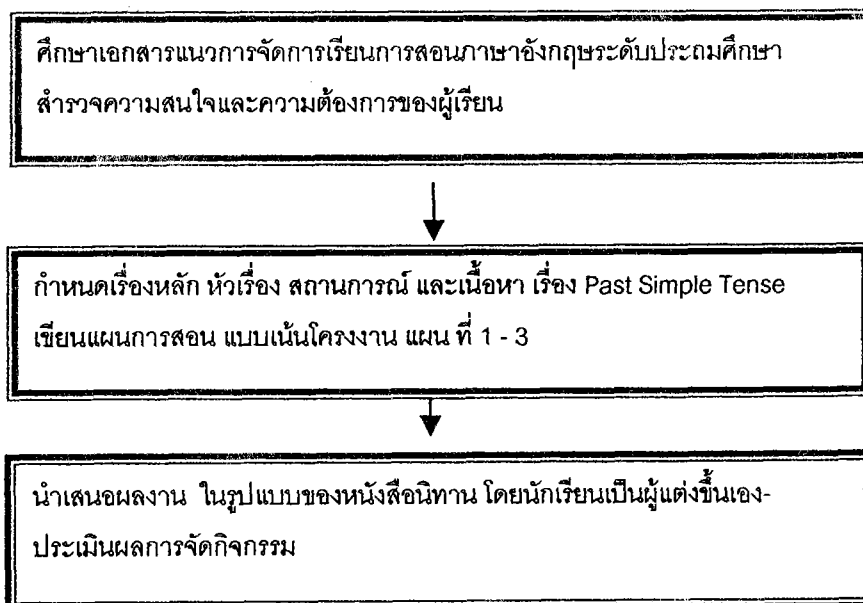 ศึกษาเอกสารแนวการจัดการเรียนการสอนภาษาอังกฤษระดับประถมศึกษา
สำรวจความสนใจและความต้องการของผู้เรียน
กำหนดเรื่องหลัก หัวเรื่อง สถานการณ์ และเนื้อหา เรื่อง Past Simple Tense
เขียนแผนการสอน แบบเน้นโครงงาน แผน ที่ 1 - 3
นำเสนอผลงาน ในรูปแบบของหนังสือนิทาน โดยนักเรียนเป็นผู้แต่งขึ้นเอง-
ประเมินผลการจัดกิจกรรม